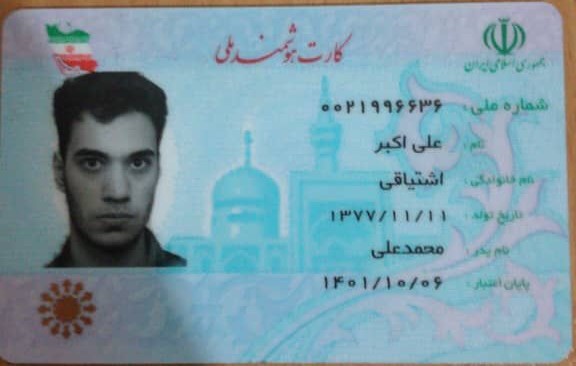 کارت هوشمند ملی
جمهوری اسلامی ایران
شماره ملی: ۰۰۲۱۹۹۶۶۳۶
نام: علی اکبر
نام خانوادگی: اشتیاقی
تاریخ تولد: ۱۳۷۷/۱۱/۱۱
نام پدر: محمدعلی
پایان اعتبار: ۱۴۰۱/۱۰/۰۶